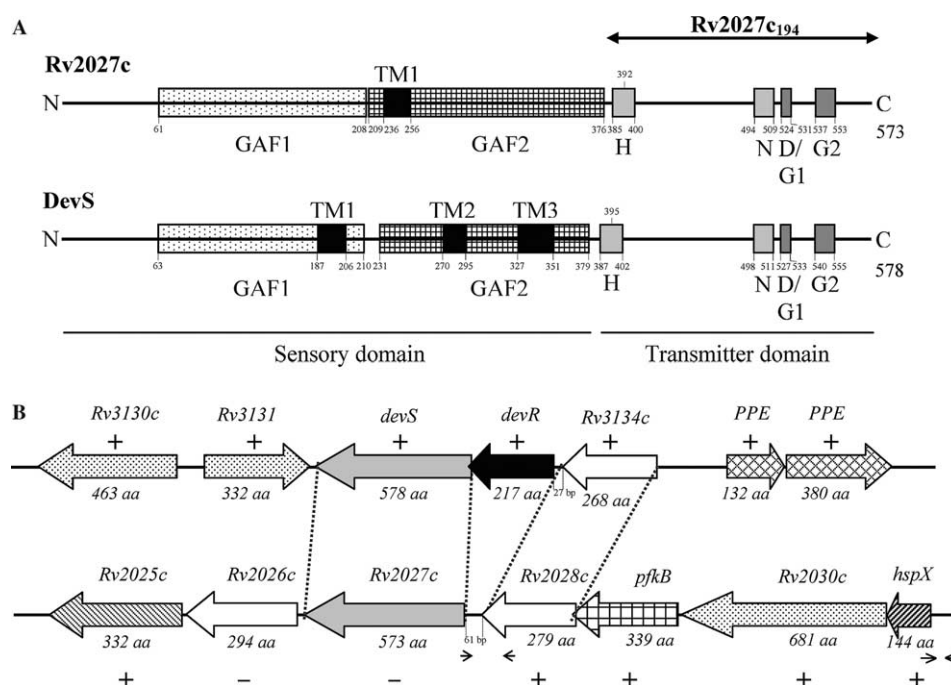 A
Rv2027c₁₉₄
Rv2027c
TM1
392
N
C
61
208
209
236
256
376
385
400
494
509
524
531
537
553
573
GAF1
GAF2
H
N
D/
G2
G1
DevS
TM1
TM2
TM3
395
N
C
63
187
206
210
231
270
295
327
351
379
387
402
498
511
527
533
540
555
578
GAF1
GAF2
H
N
D/
G2
G1
Sensory domain
Transmitter domain
B
Rv3130c
Rv3131
devS
devR
Rv3134c
PPE
PPE
+ + + + + + +
463 aa
332 aa
578 aa
217 aa
27 bp
268 aa
132 aa
380 aa
Rv2025c
Rv2026c
Rv2027c
Rv2028c
pfkB
Rv2030c
hspX
332 aa
294 aa
573 aa
61 bp
279 aa
339 aa
681 aa
144 aa
+ – – + + + +